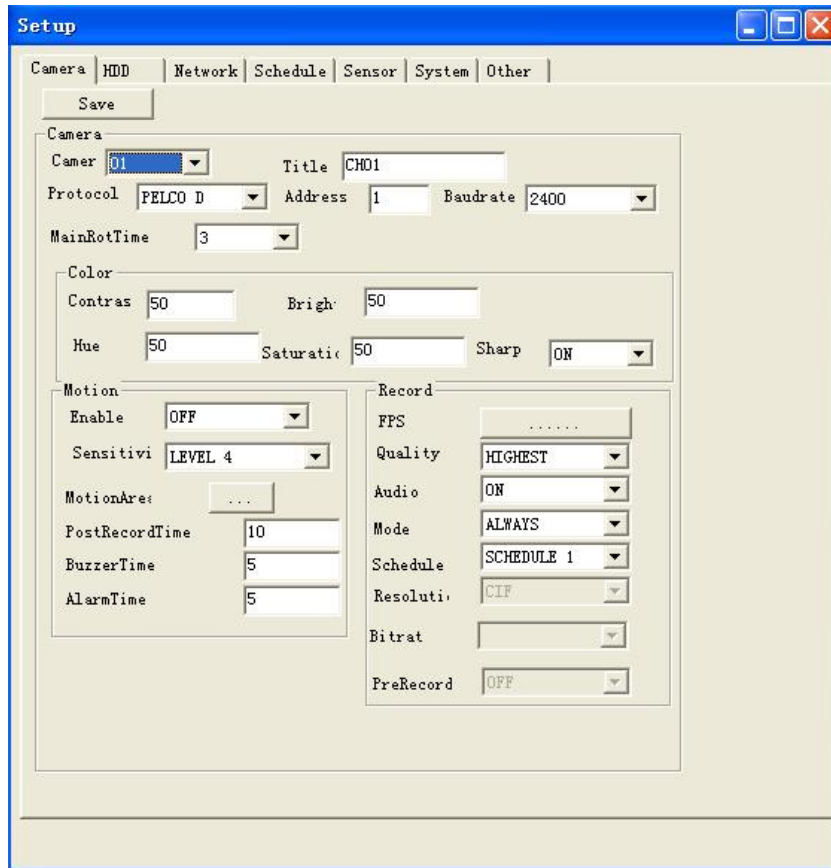 Setup
Camera HDD Network Schedule Sensor System Other
Save
Camera
Camer 01 Title CH01
Protocol PELCO D Address 1 Baudrate 2400
MainRotTime 3
Color
Contras 50 Brigh 50
Hue 50 Saturatic 50 Sharp ON
Motion
Enable OFF
Sensitivi LEVEL 4
MotionArea ...
PostRecordTime 10
BuzzerTime 5
AlarmTime 5
Record
FPS ......
Quality HIGHEST
Audio ON
Mode ALWAYS
Schedule SCHEDULE 1
Resoluti CIF
Bitrat
PreRecord OFF